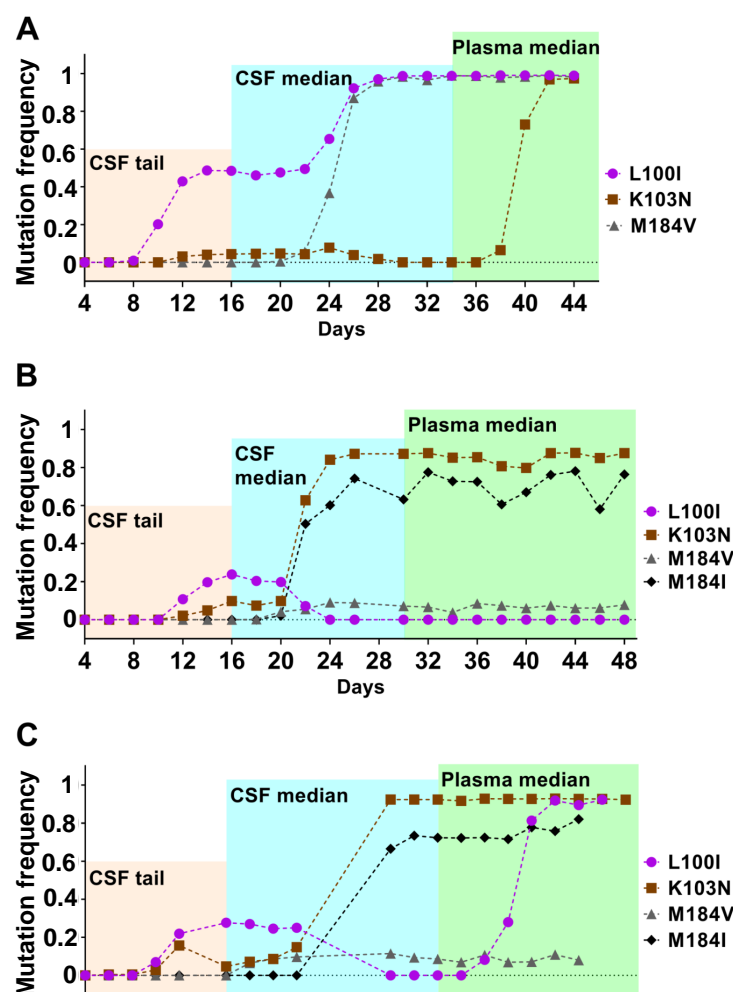 A
Plasma median
CSF median
CSF tail
Mutation frequency
1
0.8
0.6
0.4
0.2
0
4 8 12 16 20 24 28 32 36 40 44
Days
L100I
K103N
M184V
B
Plasma median
CSF
median
CSF tail
Mutation frequency
1
0.8
0.6
0.4
0.2
0
4 8 12 16 20 24 28 32 36 40 44 48
Days
L100I
K103N
M184V
M184I
C
Plasma median
CSF median
CSF tail
Mutation frequency
1
0.8
0.6
0.4
0.2
0
L100I
K103N
M184V
M184I